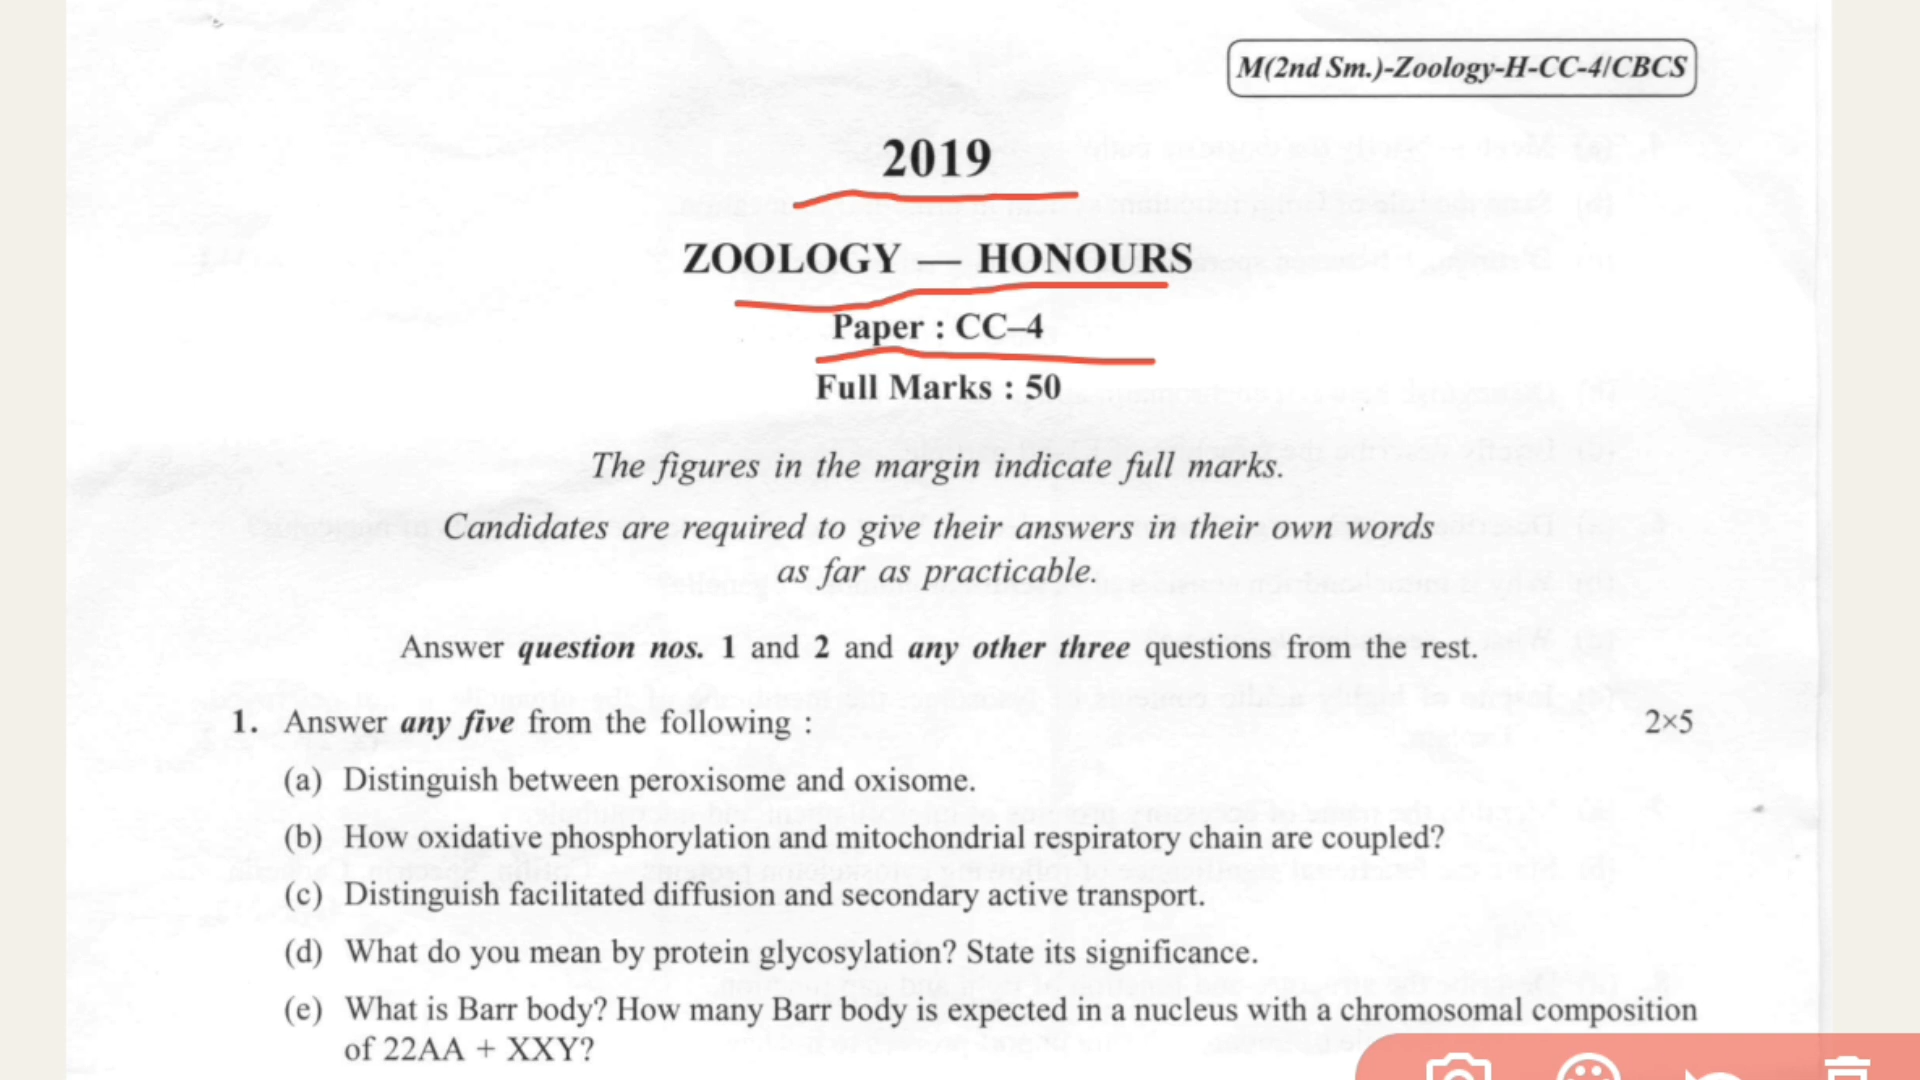 M(2nd Sm.)-Zoology-H-CC-4/CBCS
2019
ZOOLOGY — HONOURS
Paper : CC–4
Full Marks : 50
The figures in the margin indicate full marks.
Candidates are required to give their answers in their own words
as far as practicable.
Answer question nos. 1 and 2 and any other three questions from the rest.
1. Answer any five from the following : 2×5
(a) Distinguish between peroxisome and oxisome.
(b) How oxidative phosphorylation and mitochondrial respiratory chain are coupled?
(c) Distinguish facilitated diffusion and secondary active transport.
(d) What do you mean by protein glycosylation? State its significance.
(e) What is Barr body? How many Barr body is expected in a nucleus with a chromosomal composition
of 22AA + XXY?